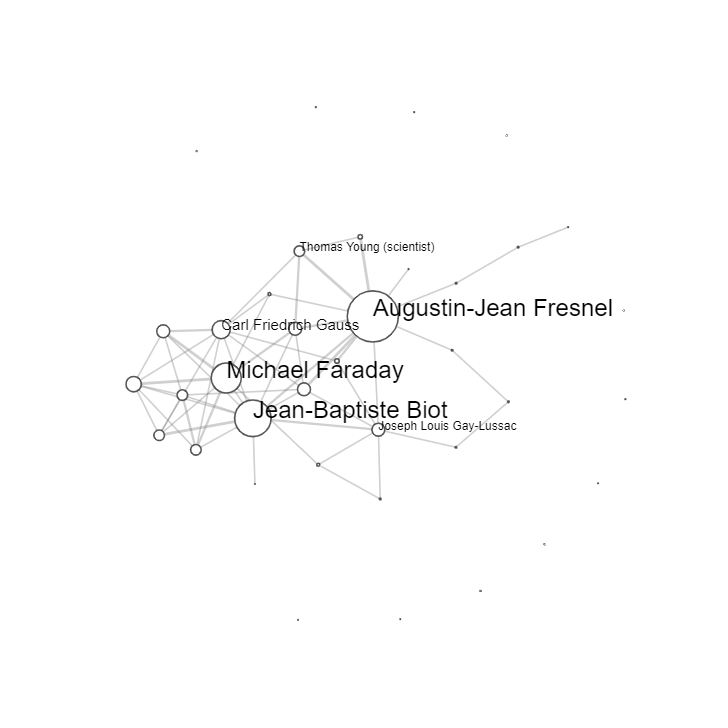 Thomas Young (scientist)
Augustin-Jean Fresnel
Carl Friedrich Gauss
Michael Faraday
Jean-Baptiste Biot
Joseph Louis Gay-Lussac